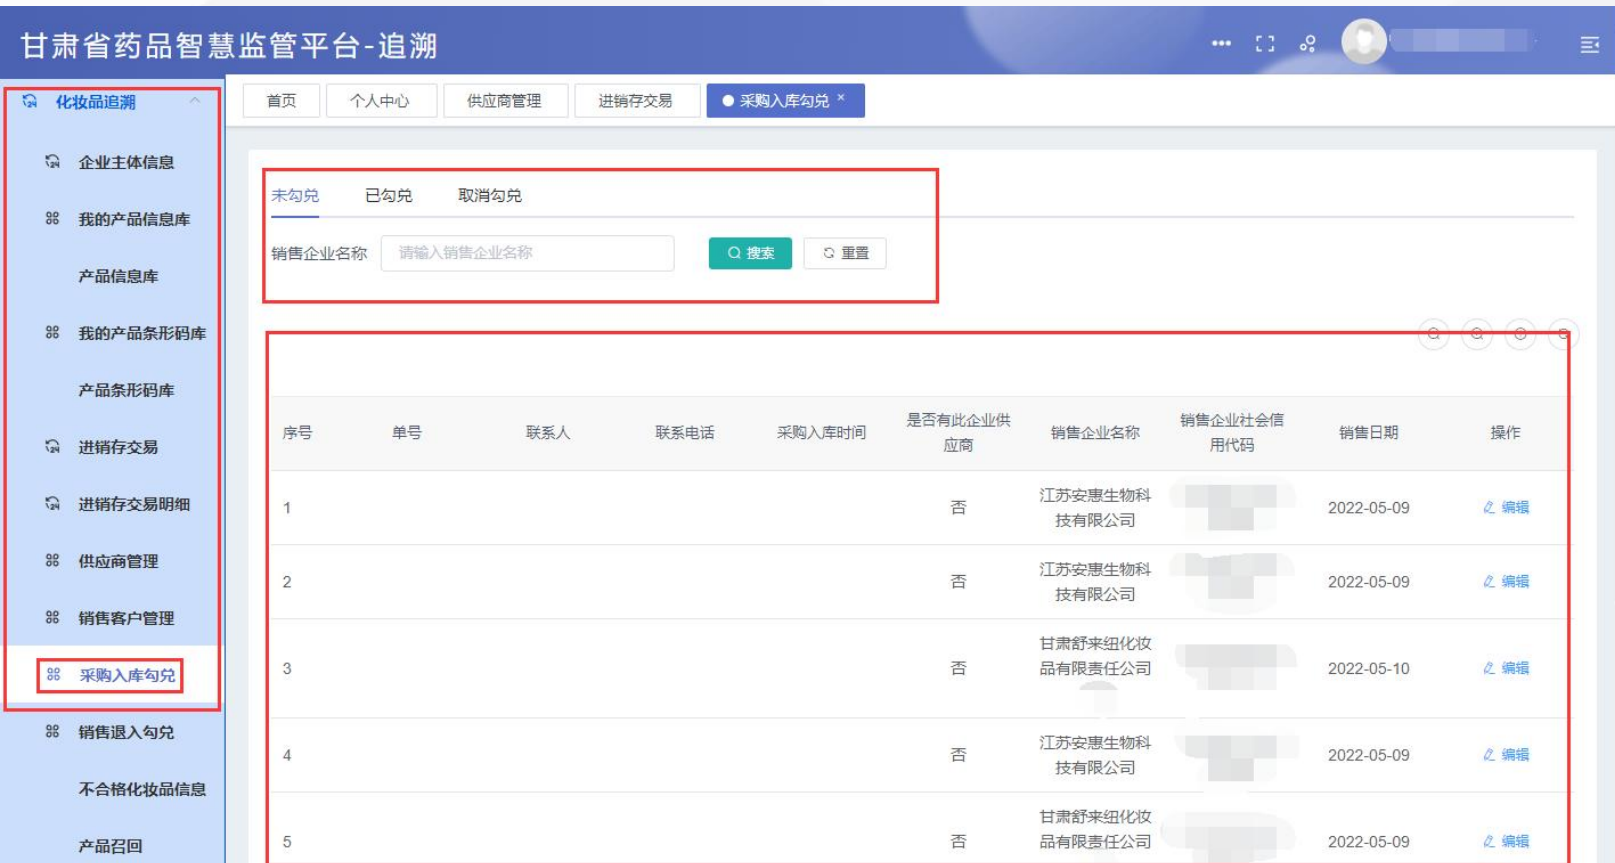 甘肃省药品智慧监管平台-追溯
化妆品追溯
首页
个人中心
供应商管理
进销存交易
采购入库勾兑 ×
企业主体信息
我的产品信息库
产品信息库
我的产品条形码库
产品条形码库
进销存交易
进销存交易明细
供应商管理
销售客户管理
采购入库勾兑
销售退入勾兑
不合格化妆品信息
产品召回
未勾兑
已勾兑
取消勾兑
销售企业名称
请输入销售企业名称
搜索
重置
序号
单号
联系人
联系电话
采购入库时间
是否有此企业供
应商
销售企业名称
销售企业社会信
用代码
销售日期
操作
1
否
江苏安惠生物科
技有限公司
2022-05-09
编辑
2
否
江苏安惠生物科
技有限公司
2022-05-09
编辑
3
否
甘肃舒来纽化妆
品有限责任公司
2022-05-10
编辑
4
否
江苏安惠生物科
技有限公司
2022-05-09
编辑
5
否
甘肃舒来纽化妆
品有限责任公司
2022-05-09
编辑